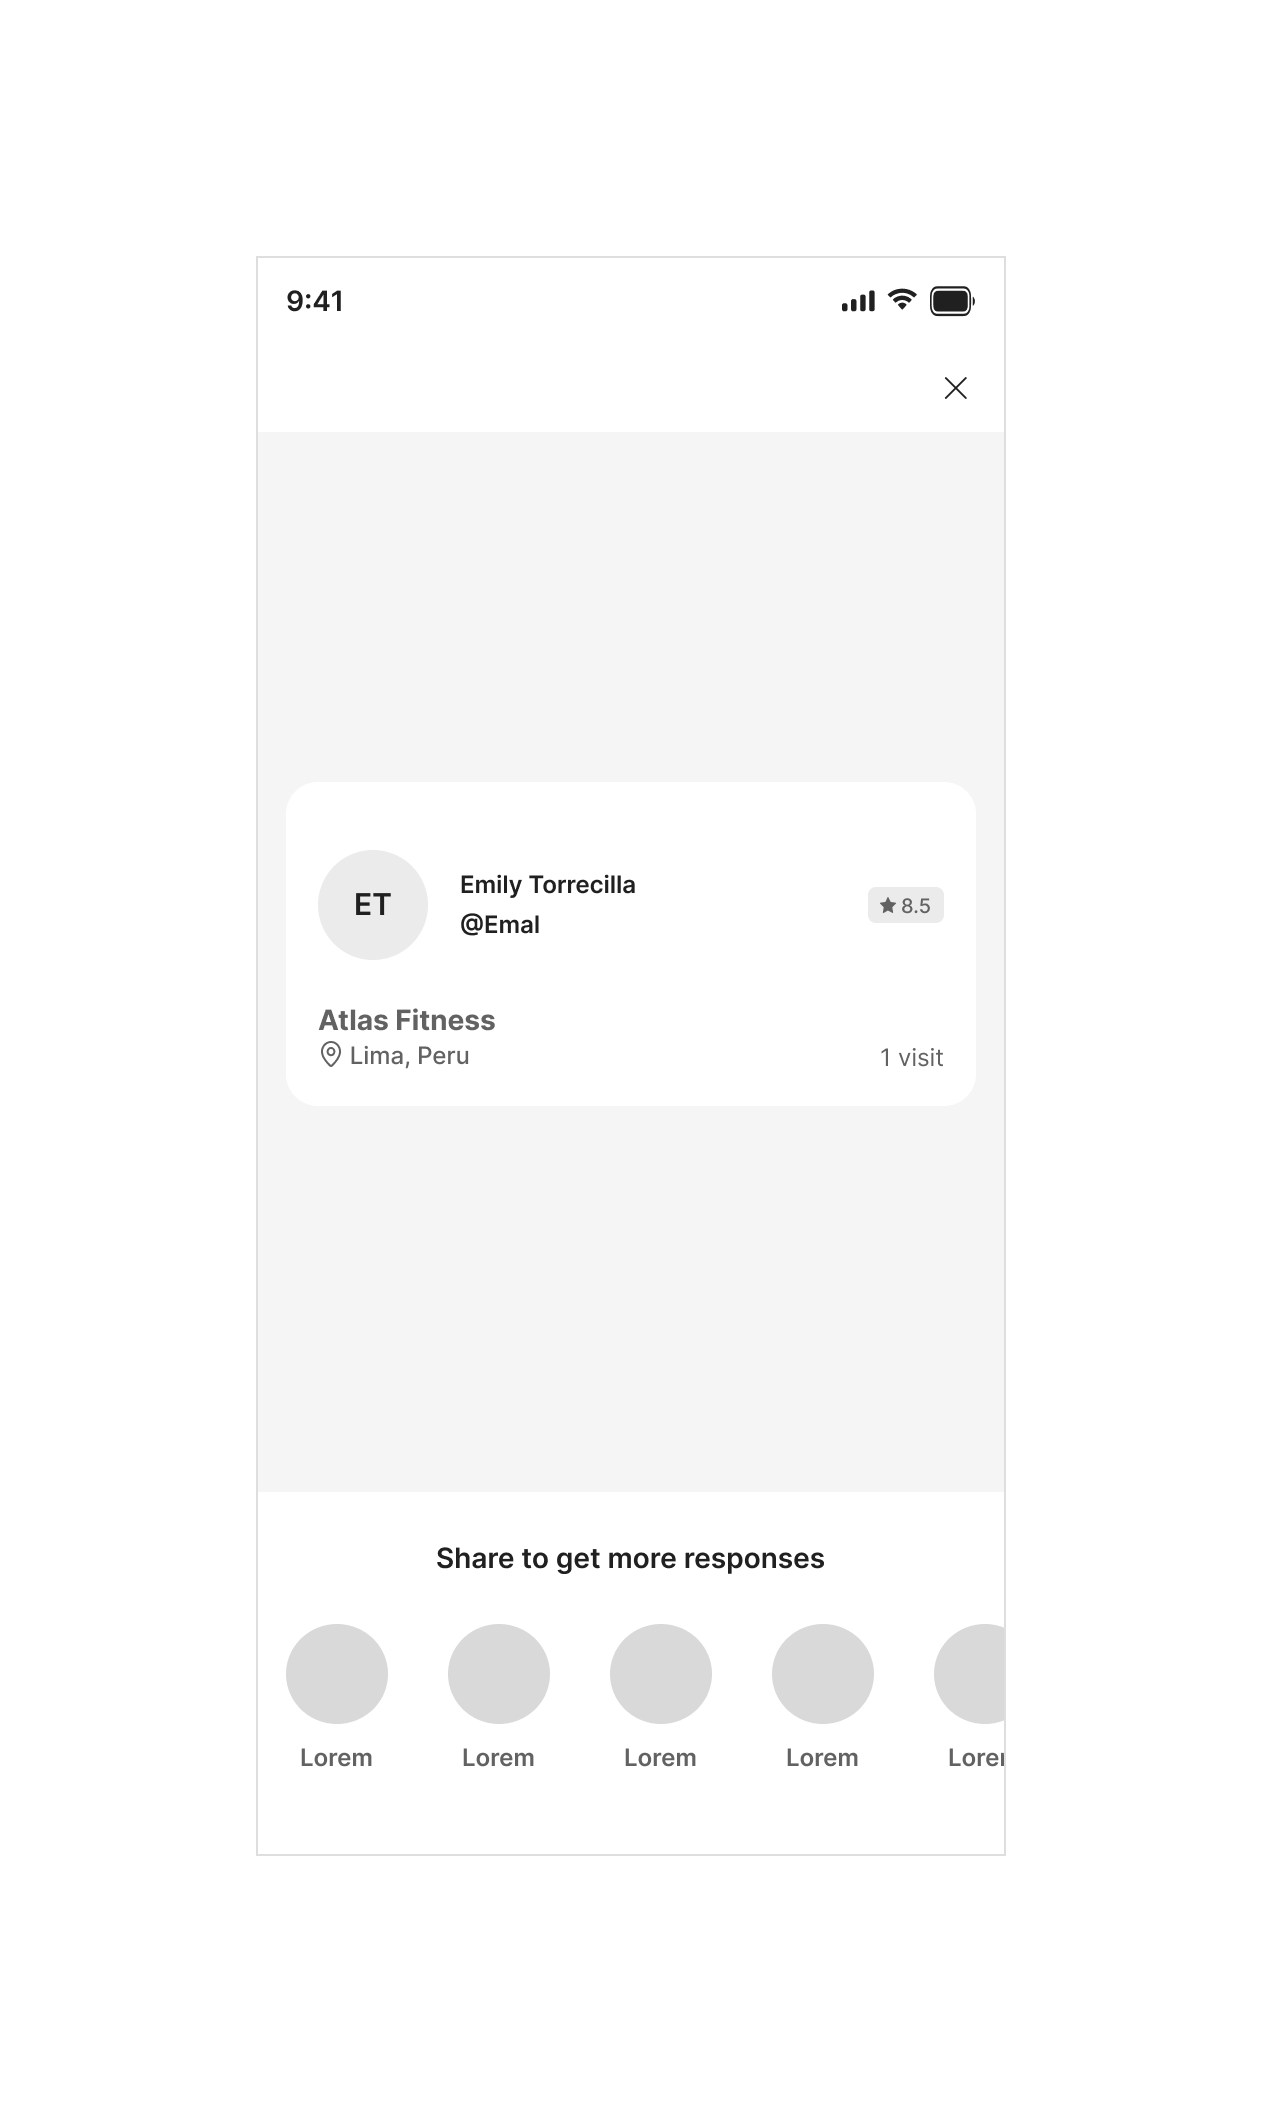 9:41
ET
Emily Torrecilla
@Emal
8.5
Atlas Fitness
Lima, Peru
1 visit
Share to get more responses
Lorem
Lorem
Lorem
Lorem
Lorer